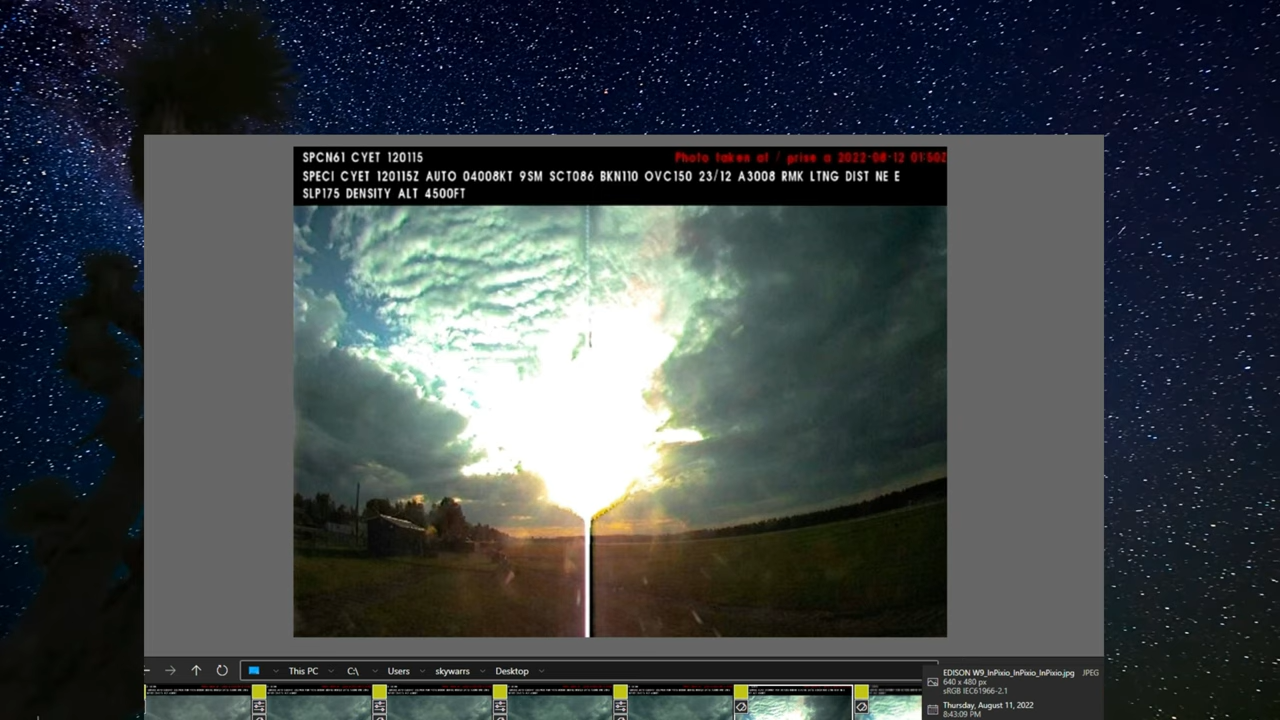 SPCN61 CYET 120115
Photo taken at / prise a 2022-08-12 01:50Z
SPECI CYET 120115Z AUTO 04008KT 9SM SCT086 BKN110 OVC150 23/12 A3008 RMK LTNG DIST NE E
SLP175 DENSITY ALT 4500FT
This PC
C:\
Users
skywarrs
Desktop
EDISON W9_InPixio_InPixio_InPixio.jpg
JPEG
640 x 480 px
sRGB IEC61966-2.1
Thursday, August 11, 2022
8:43:09 PM